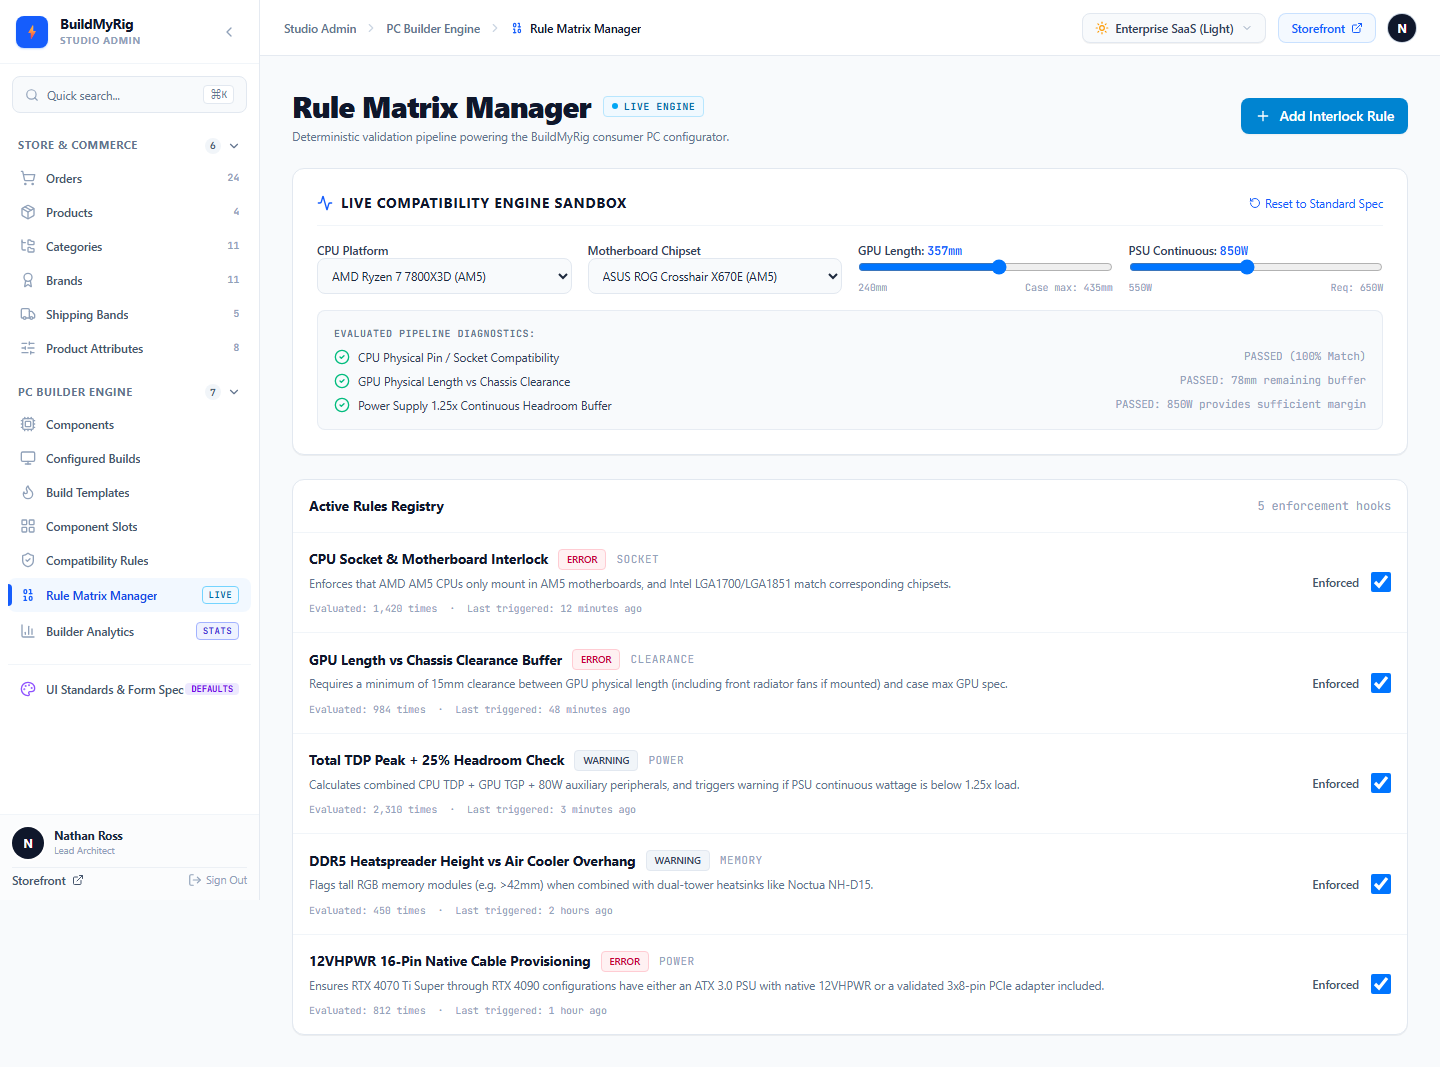 BuildMyRig
STUDIO ADMIN
Quick search...
⌘K
STORE & COMMERCE 6
Orders 24
Products 4
Categories 11
Brands 11
Shipping Bands 5
Product Attributes 8
PC BUILDER ENGINE 7
Components
Configured Builds
Build Templates
Component Slots
Compatibility Rules
Rule Matrix Manager LIVE
Builder Analytics STATS
UI Standards & Form Spec DEFAULTS
N
Nathan Ross
Lead Architect
Storefront
Sign Out
Studio Admin
PC Builder Engine
Rule Matrix Manager
Enterprise SaaS (Light)
Storefront
N
Rule Matrix Manager
LIVE ENGINE
Deterministic validation pipeline powering the BuildMyRig consumer PC configurator.
+ Add Interlock Rule
LIVE COMPATIBILITY ENGINE SANDBOX
Reset to Standard Spec
CPU Platform
AMD Ryzen 7 7800X3D (AM5)
Motherboard Chipset
ASUS ROG Crosshair X670E (AM5)
GPU Length: 357mm
240mm
Case max: 435mm
PSU Continuous: 850W
550W
Req: 650W
EVALUATED PIPELINE DIAGNOSTICS:
CPU Physical Pin / Socket Compatibility
PASSED (100% Match)
GPU Physical Length vs Chassis Clearance
PASSED: 78mm remaining buffer
Power Supply 1.25x Continuous Headroom Buffer
PASSED: 850W provides sufficient margin
Active Rules Registry
5 enforcement hooks
CPU Socket & Motherboard Interlock ERROR SOCKET
Enforces that AMD AM5 CPUs only mount in AM5 motherboards, and Intel LGA1700/LGA1851 match corresponding chipsets.
Evaluated: 1,420 times · Last triggered: 12 minutes ago
Enforced
GPU Length vs Chassis Clearance Buffer ERROR CLEARANCE
Requires a minimum of 15mm clearance between GPU physical length (including front radiator fans if mounted) and case max GPU spec.
Evaluated: 984 times · Last triggered: 48 minutes ago
Enforced
Total TDP Peak + 25% Headroom Check WARNING POWER
Calculates combined CPU TDP + GPU TGP + 80W auxiliary peripherals, and triggers warning if PSU continuous wattage is below 1.25x load.
Evaluated: 2,310 times · Last triggered: 3 minutes ago
Enforced
DDR5 Heatspreader Height vs Air Cooler Overhang WARNING MEMORY
Flags tall RGB memory modules (e.g. >42mm) when combined with dual-tower heatsinks like Noctua NH-D15.
Evaluated: 450 times · Last triggered: 2 hours ago
Enforced
12VHPWR 16-Pin Native Cable Provisioning ERROR POWER
Ensures RTX 4070 Ti Super through RTX 4090 configurations have either an ATX 3.0 PSU with native 12VHPWR or a validated 3x8-pin PCIe adapter included.
Evaluated: 812 times · Last triggered: 1 hour ago
Enforced